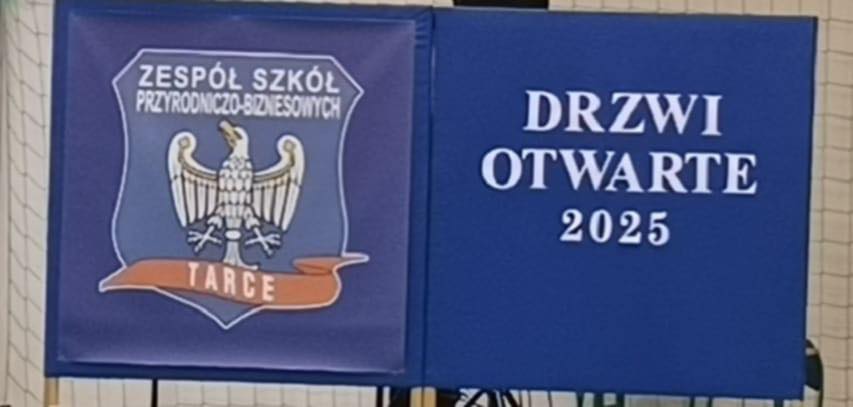 ZESPÓŁ SZKÓŁ
PRZYRODNICZO-BIZNESOWYCH
TARCE
DRZWI
OTWARTE
2025